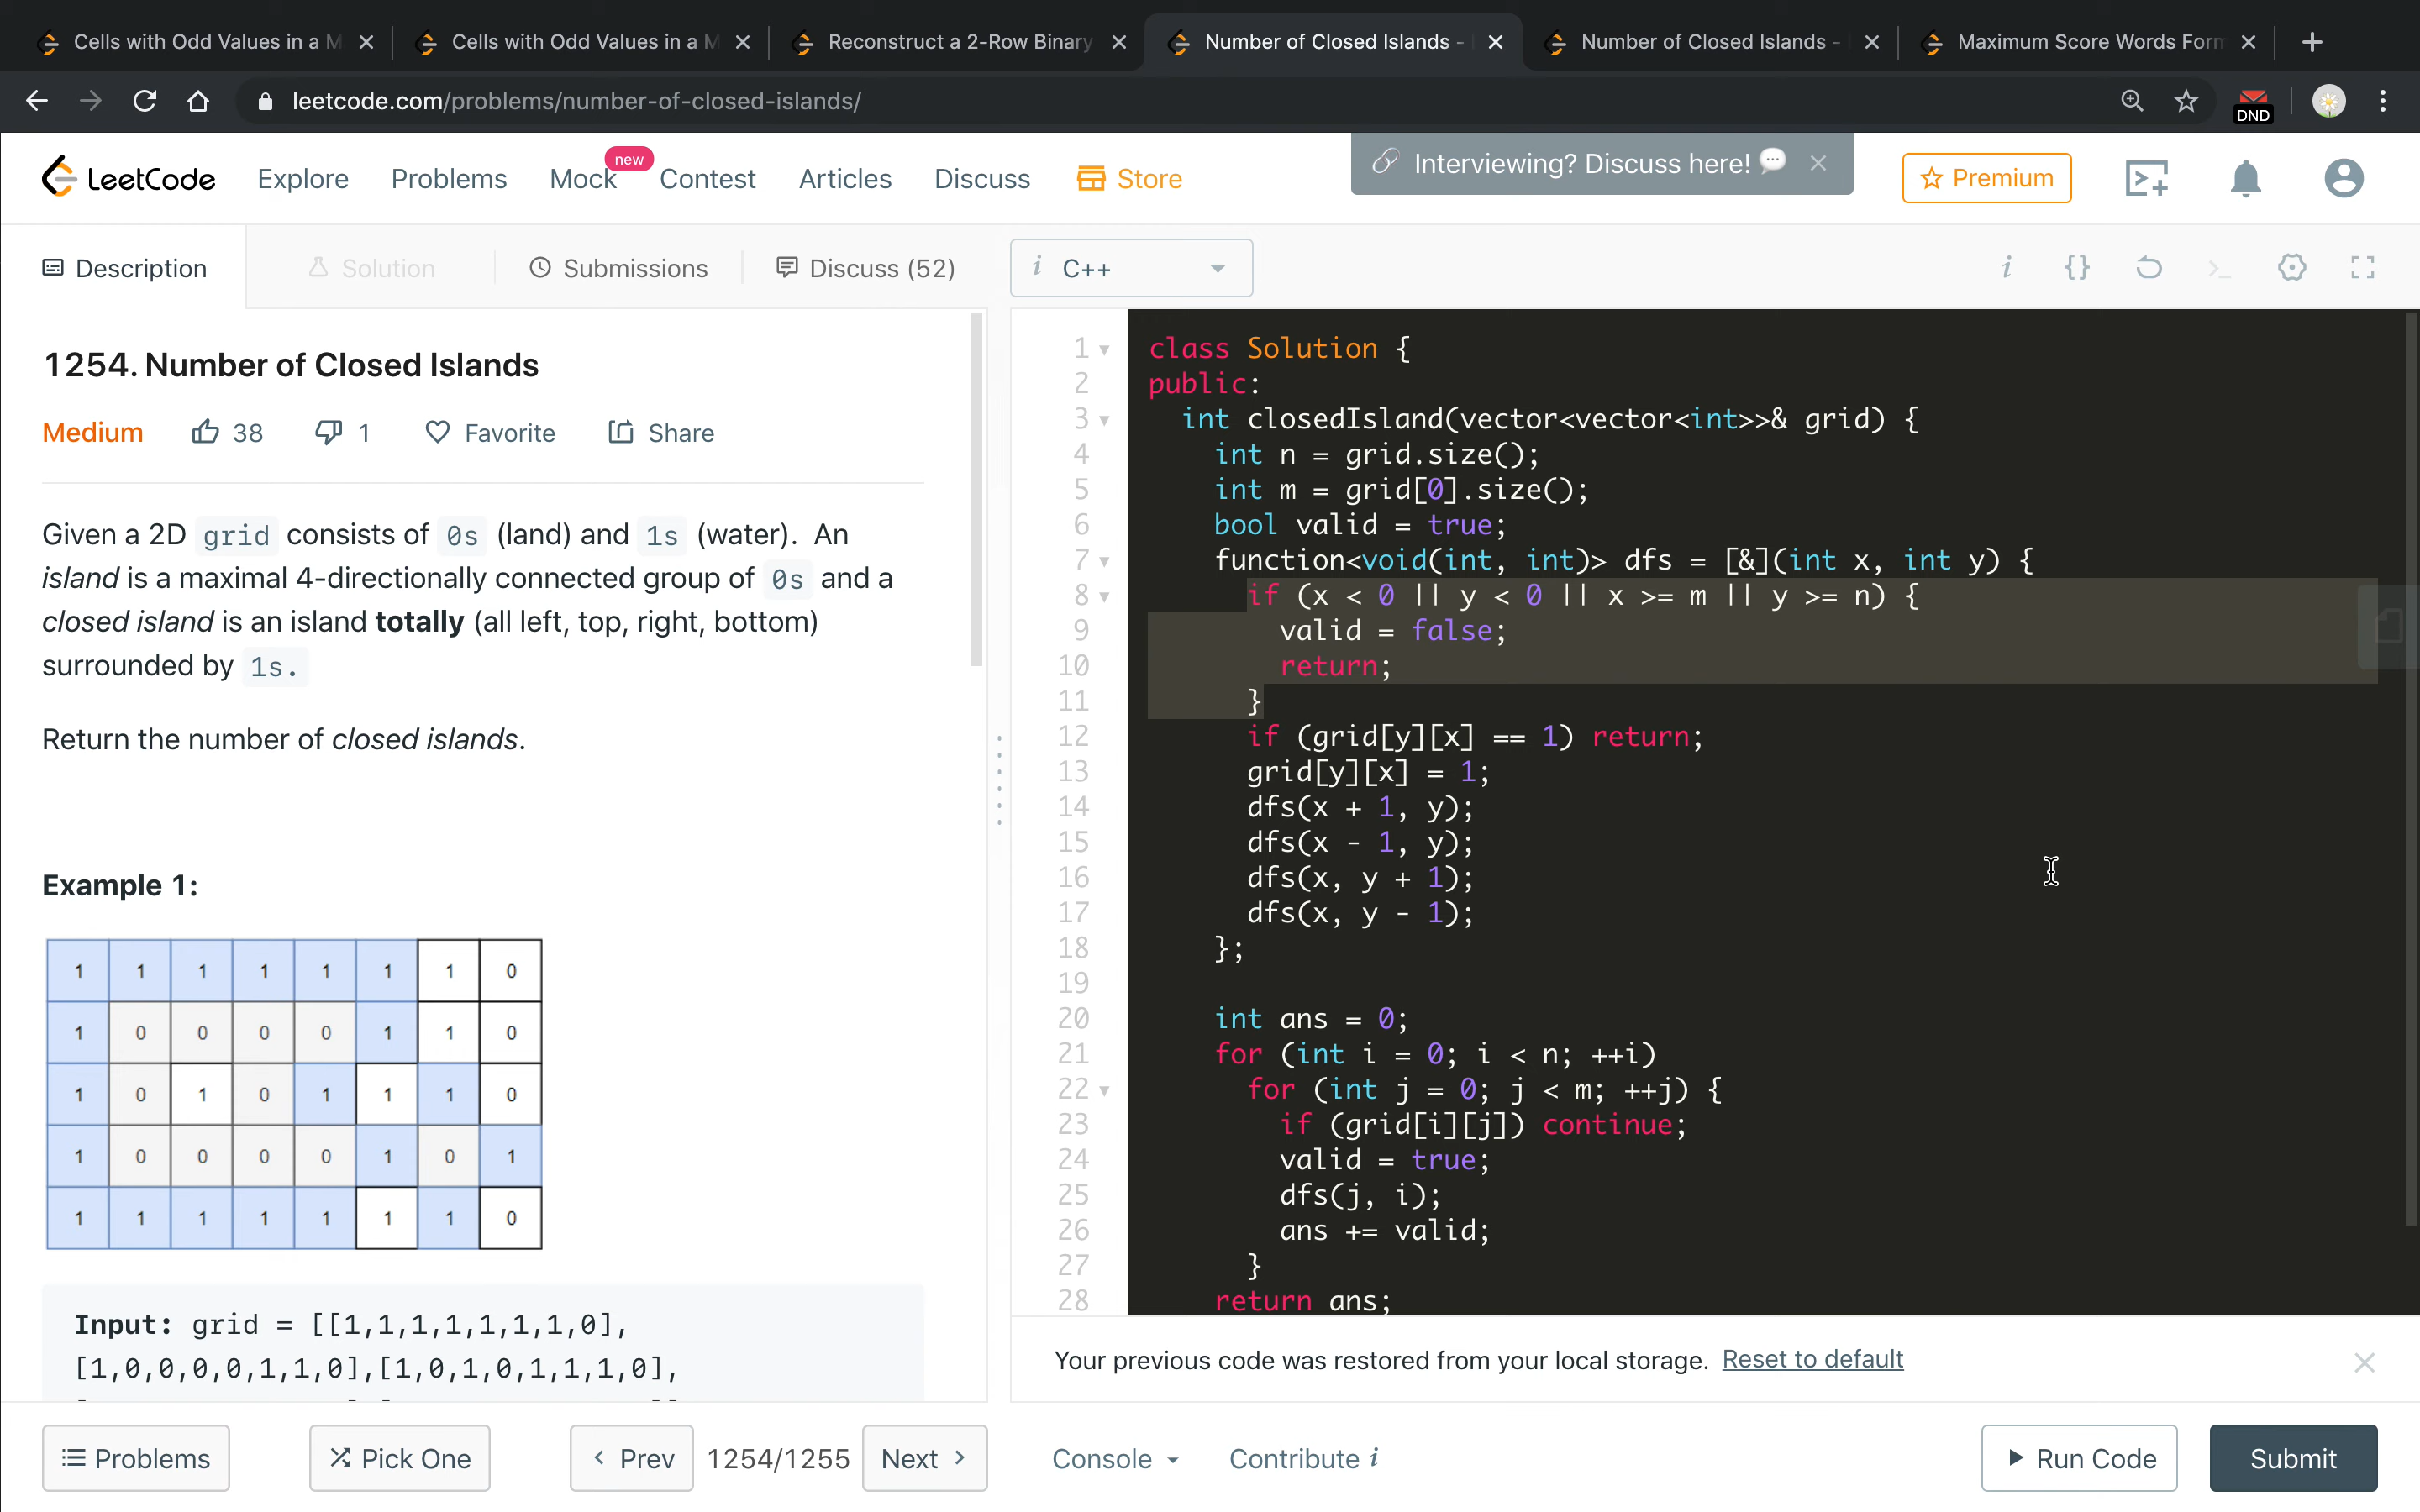 Cells with Odd Values in a M
Cells with Odd Values in a M
Reconstruct a 2-Row Binary
Number of Closed Islands -
Number of Closed Islands -
Maximum Score Words Form
leetcode.com/problems/number-of-closed-islands/
DND
LeetCode
Explore
Problems
Mock
new
Contest
Articles
Discuss
Store
Interviewing? Discuss here!
Premium
Description
Solution
Submissions
Discuss (52)
i C++
1254. Number of Closed Islands
Medium 38 1 Favorite Share
Given a 2D grid consists of 0s (land) and 1s (water). An
island is a maximal 4-directionally connected group of 0s and a
closed island is an island totally (all left, top, right, bottom)
surrounded by 1s.
Return the number of closed islands.
Example 1:
1 1 1 1 1 1 1 0
1 0 0 0 0 1 1 0
1 0 1 0 1 1 1 0
1 0 0 0 0 1 0 1
1 1 1 1 1 1 1 0
Input: grid = [[1,1,1,1,1,1,1,0],
[1,0,0,0,0,1,1,0],[1,0,1,0,1,1,1,0],
1 class Solution {
2 public:
3 int closedIsland(vector<vector<int>>& grid) {
4 int n = grid.size();
5 int m = grid[0].size();
6 bool valid = true;
7 function<void(int, int)> dfs = [&](int x, int y) {
8 if (x < 0 || y < 0 || x >= m || y >= n) {
9 valid = false;
10 return;
11 }
12 if (grid[y][x] == 1) return;
13 grid[y][x] = 1;
14 dfs(x + 1, y);
15 dfs(x - 1, y);
16 dfs(x, y + 1);
17 dfs(x, y - 1);
18 };
19
20 int ans = 0;
21 for (int i = 0; i < n; ++i)
22 for (int j = 0; j < m; ++j) {
23 if (grid[i][j]) continue;
24 valid = true;
25 dfs(j, i);
26 ans += valid;
27 }
28 return ans;
Your previous code was restored from your local storage. Reset to default
Problems
Pick One
Prev
1254/1255
Next
Console
Contribute i
Run Code
Submit